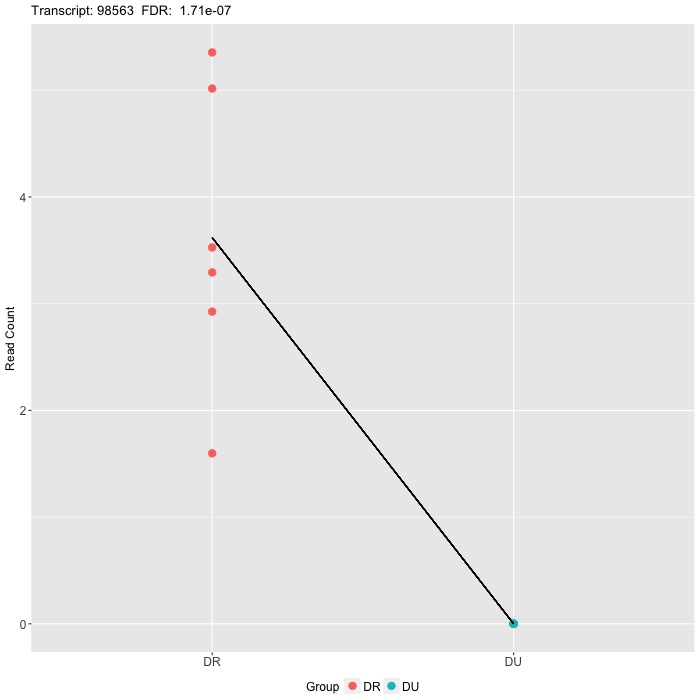 Transcript: 98563  FDR:  1.71e-07
Read Count
4
2
0
DR DU
Group DR DU